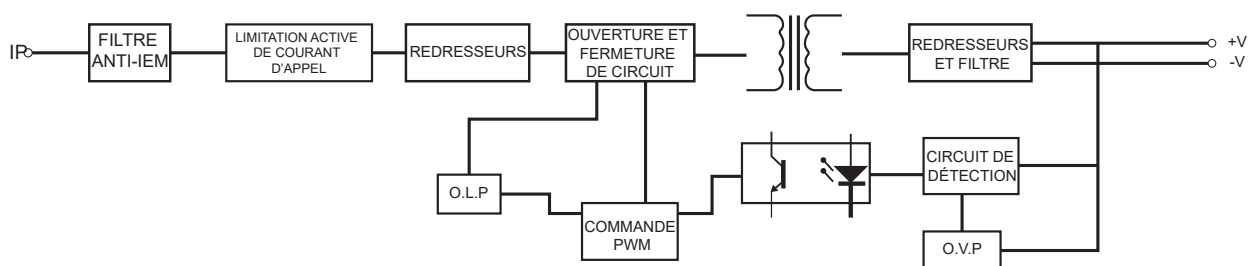 IP
FILTRE
ANTI-IEM
LIMITATION ACTIVE
DE COURANT
D'APPEL
REDRESSEURS
OUVERTURE ET
FERMETURE
DE CIRCUIT
REDRESSEURS
ET FILTRE
+V
-V
O.L.P
COMMANDE
PWM
CIRCUIT DE
DÉTECTION
O.V.P